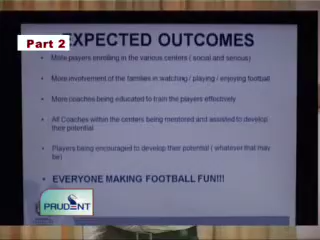 Part 2
EXPECTED OUTCOMES
• More players enrolling in the various centers ( social and serious)
• More involvement of the families in watching / playing / enjoying football
• More coaches being educated to train the players effectively
• All Coaches within the centers being mentored and assisted to develop
their potential
• Players being encouraged to develop their potential ( whatever that may
be)
• EVERYONE MAKING FOOTBALL FUN!!!
PRUDENT